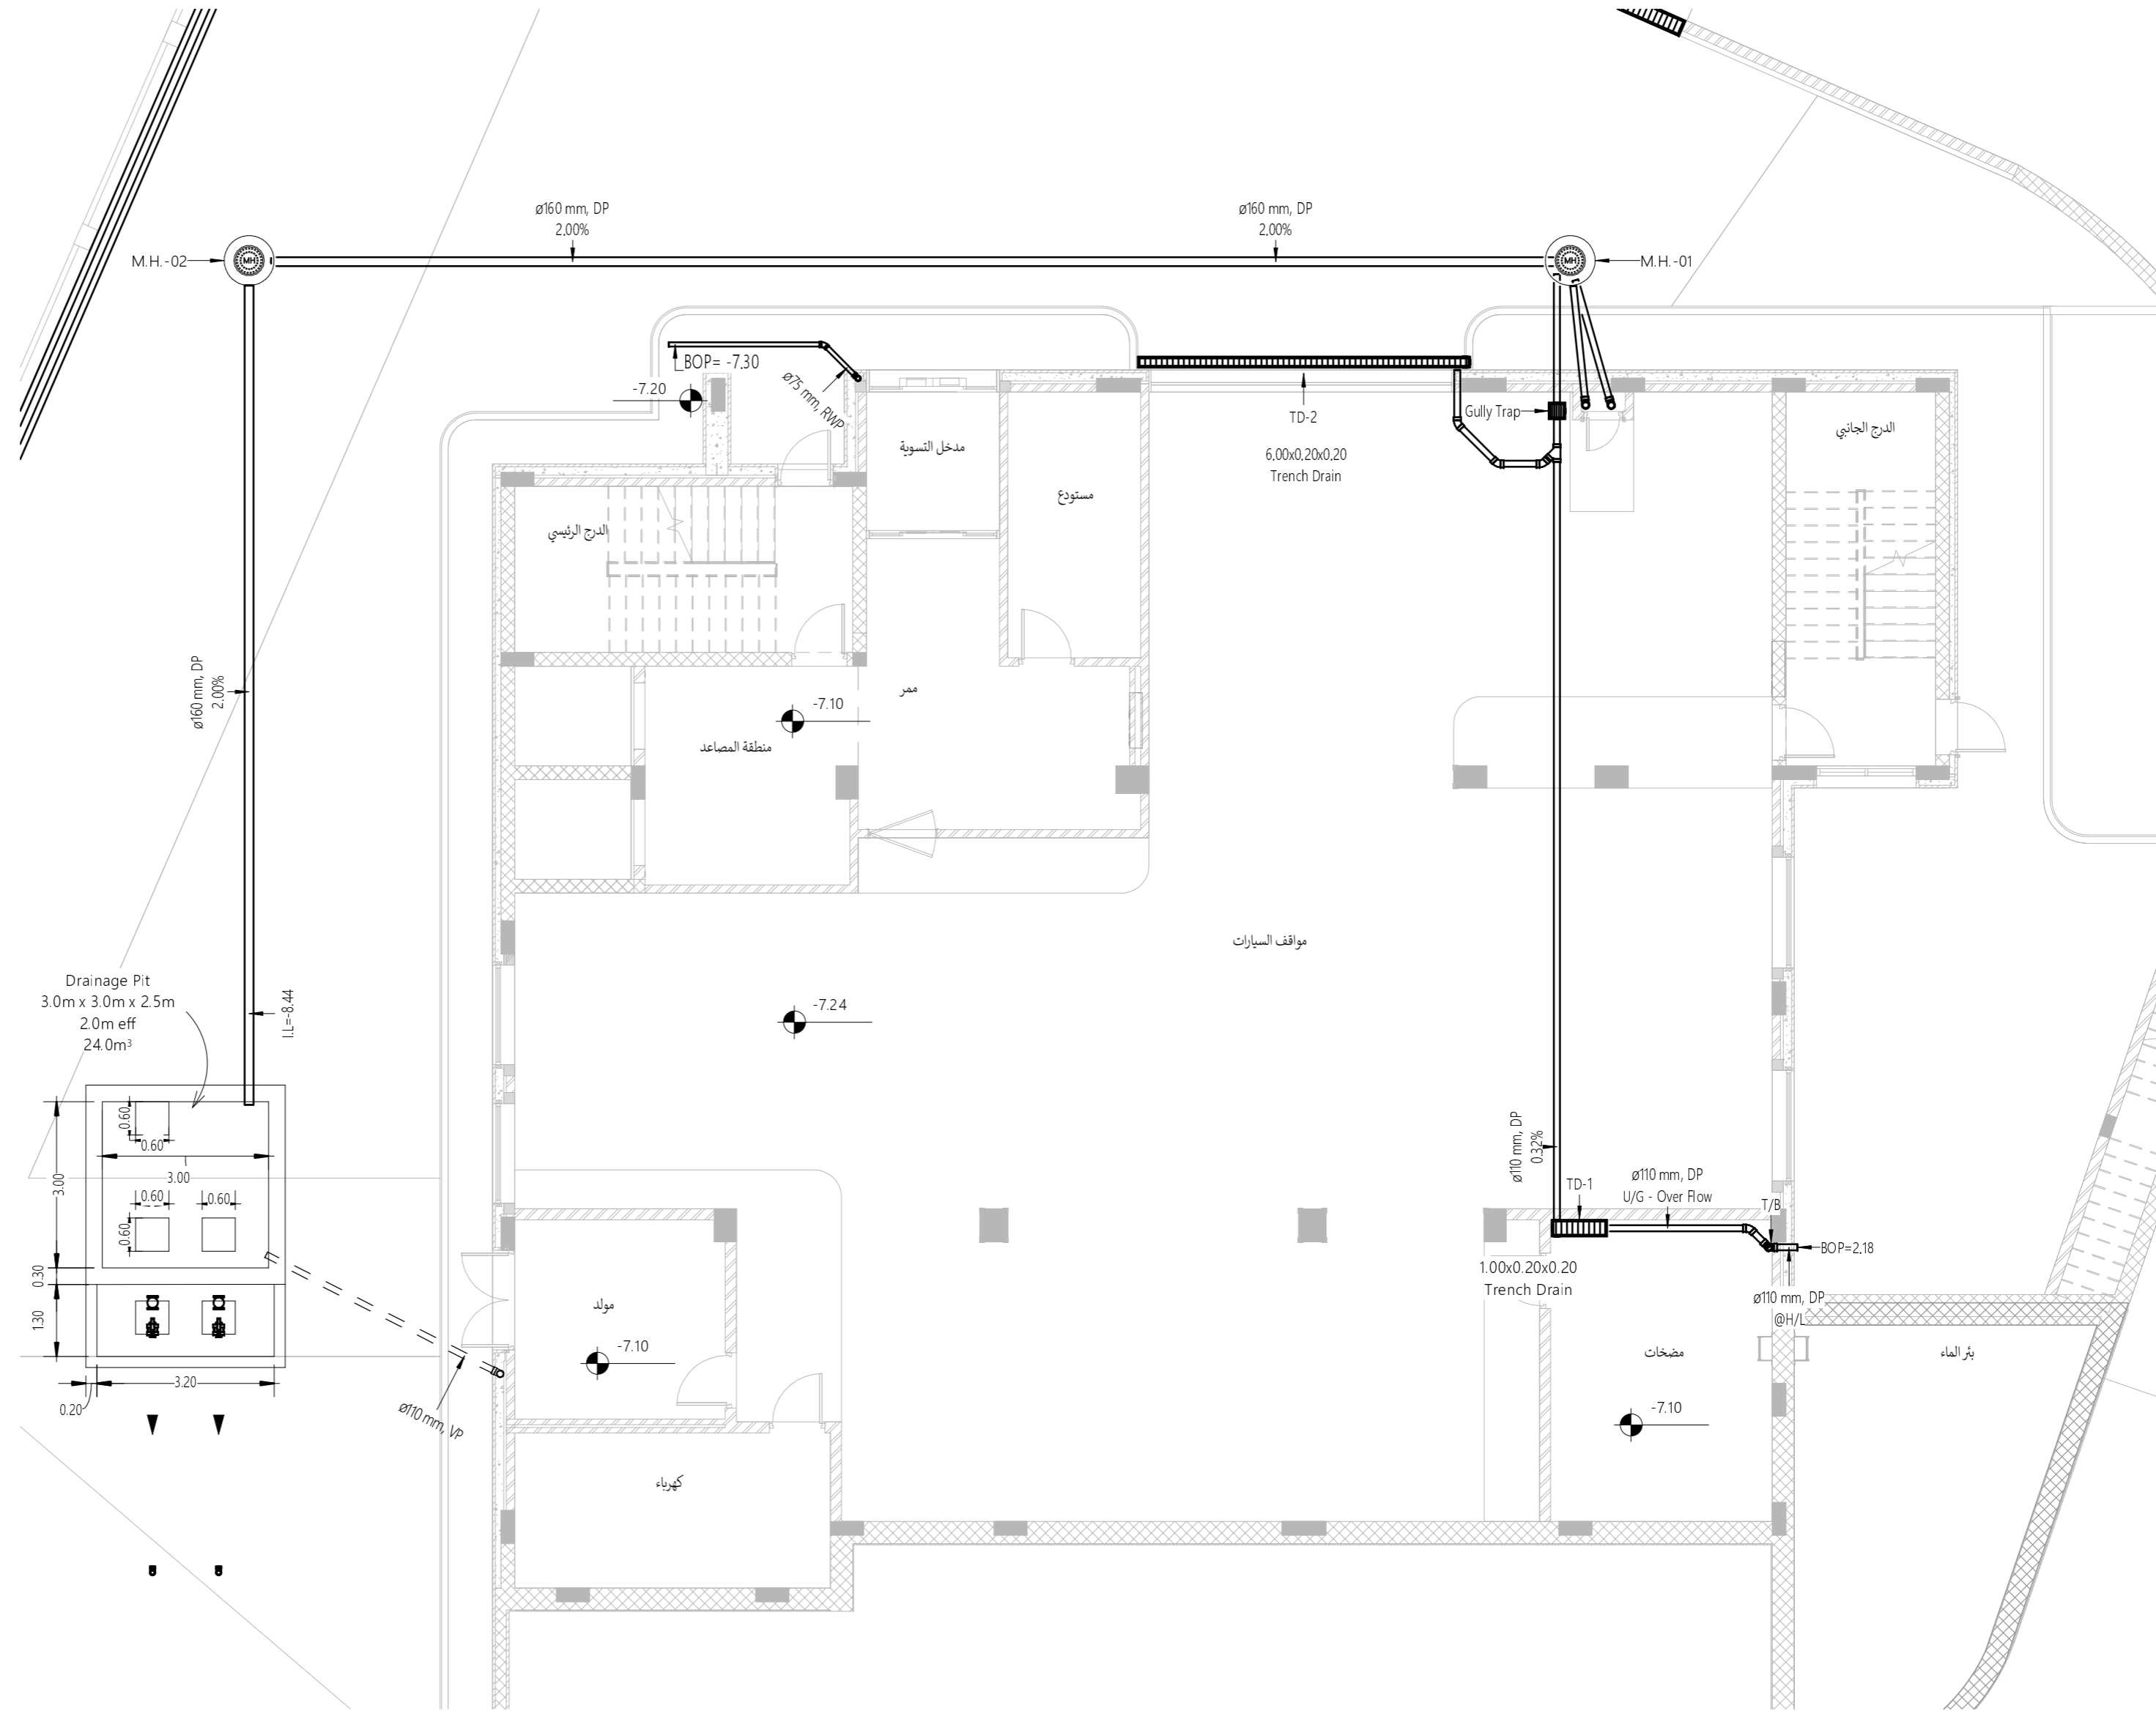 ø160 mm, DP
2.00%
ø160 mm, DP
2.00%
M.H.-02
MH
MH
M.H.-01
BOP= -7.30
-7.20
ø75 mm, RWP
TD-2
6.00x0.20x0.20
Trench Drain
Gully Trap
مدخل التسوية
مستودع
الدرج الجانبي
الدرج الرئيسي
ø160 mm, DP
2.00%
ممر
-7.10
منطقة المصاعد
مواقف السيارات
Drainage Pit
3.0m x 3.0m x 2.5m
2.0m eff
24.0m³
I.L=-8.44
-7.24
0.60
0.60
3.00
3.00
0.60
0.60
0.60
0.30
1.30
3.20
0.20
ø110 mm, VP
ø110 mm, DP
0.32%
TD-1
ø110 mm, DP
U/G - Over Flow
T/B
BOP=2.18
1.00x0.20x0.20
Trench Drain
ø110 mm, DP
@H/L
مولد
-7.10
مضخات
بئر الماء
-7.10
كهرباء